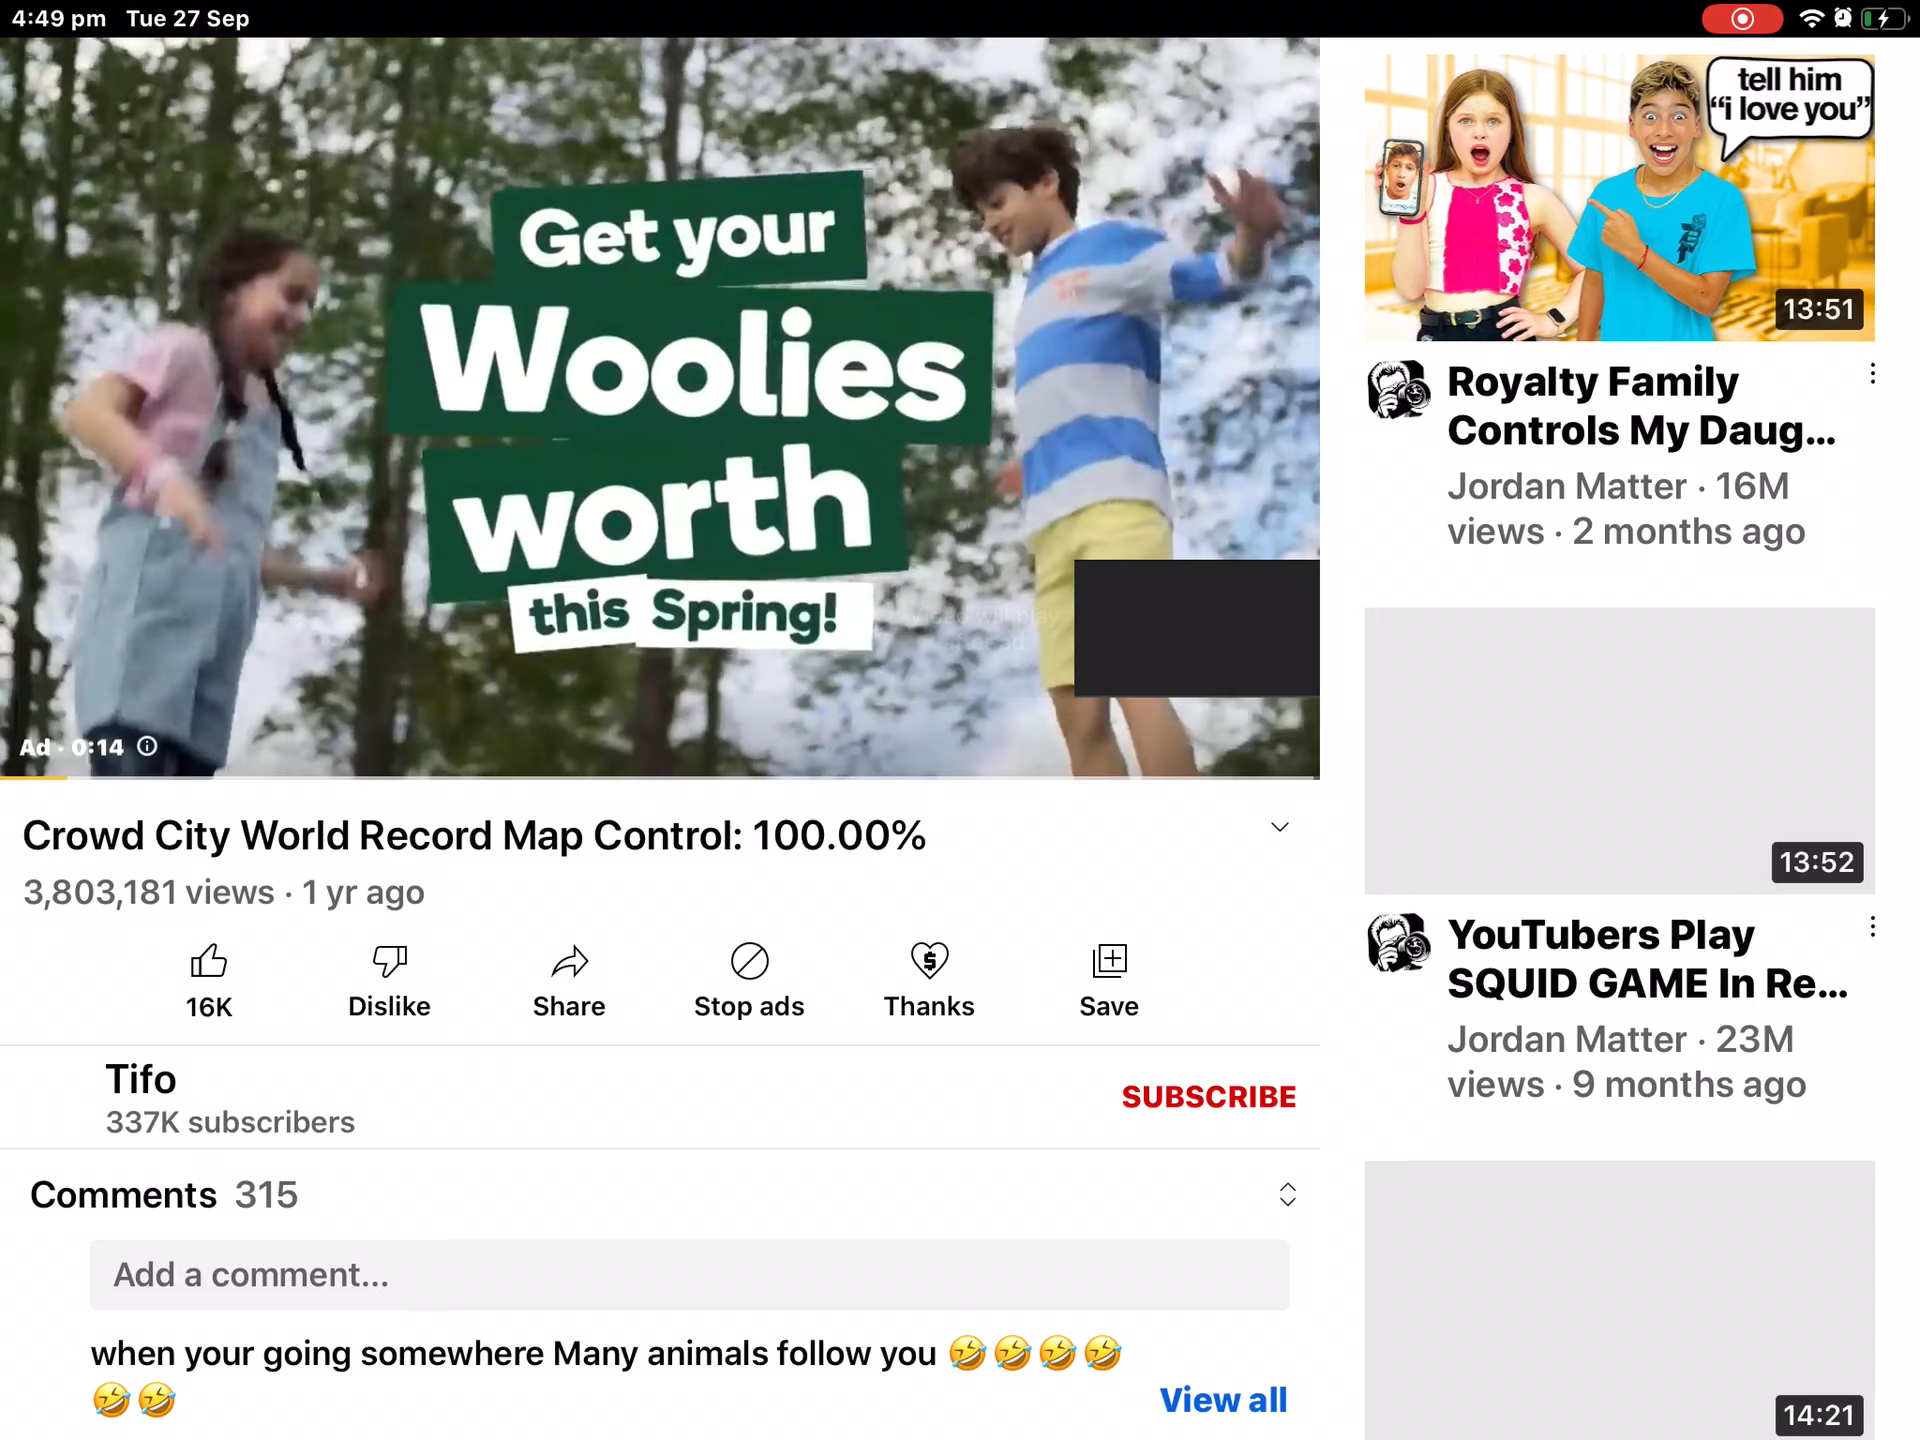 4:49 pm Tue 27 Sep
Get your
Woolies
worth
this Spring!
Ad · 0:14
Crowd City World Record Map Control: 100.00%
3,803,181 views · 1 yr ago
16K
Dislike
Share
Stop ads
Thanks
Save
Tifo
337K subscribers
SUBSCRIBE
Comments 315
Add a comment...
when your going somewhere Many animals follow you 🤣🤣🤣🤣
🤣🤣
View all
tell him
“i love you”
13:51
Royalty Family
Controls My Daug...
Jordan Matter · 16M
views · 2 months ago
13:52
YouTubers Play
SQUID GAME In Re...
Jordan Matter · 23M
views · 9 months ago
14:21